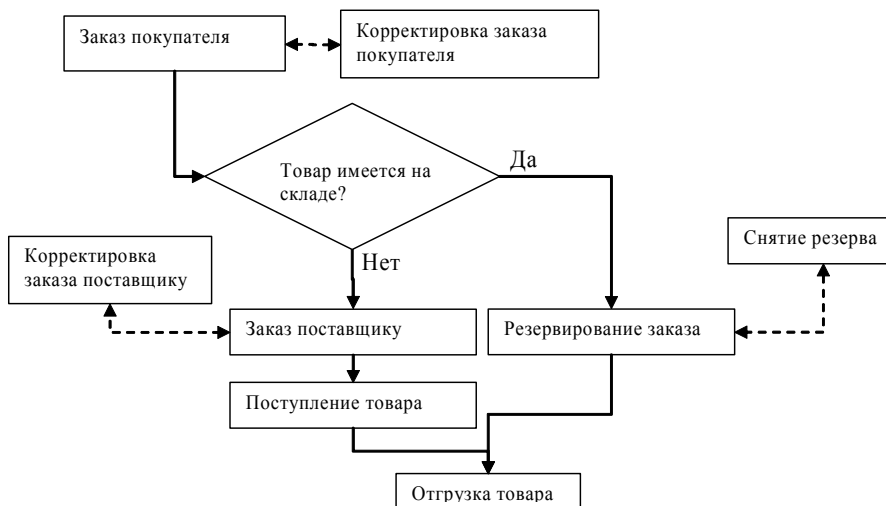 Заказ покупателя
Корректировка заказа
покупателя
Товар имеется на
складе?
Да
Нет
Снятие резерва
Корректировка
заказа поставщику
Заказ поставщику
Резервирование заказа
Поступление товара
Отгрузка товара